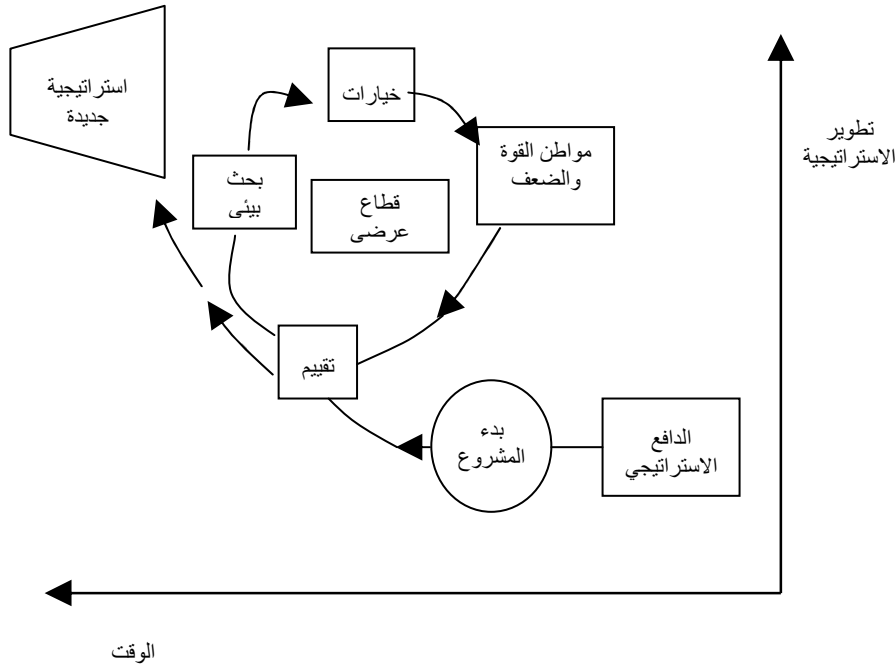 استراتيجية
جديدة
خيارات
تطوير
الاستراتيجية
مواطن القوة
والضعف
بحث
بيئى
قطاع
عرضى
تقييم
بدء
المشروع
الدافع
الاستراتيجي
الوقت